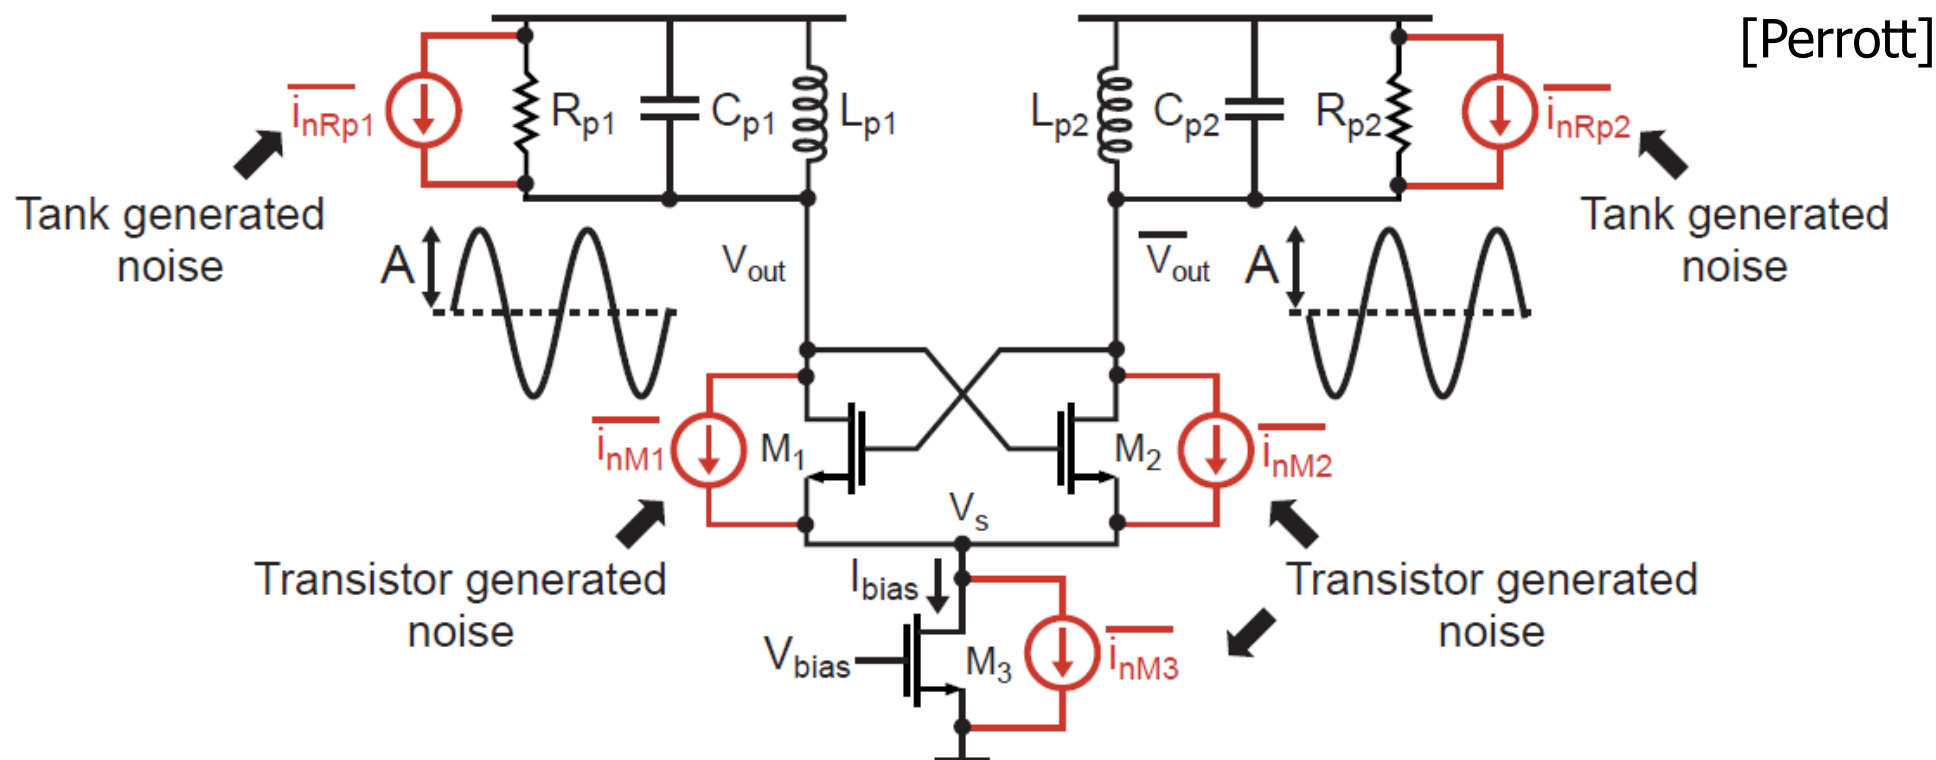 [Perrott]
i̅nRp1
Rp1
Cp1
Lp1
Lp2
Cp2
Rp2
i̅nRp2
Tank generated
noise
A
Vout
V̅out
A
Tank generated
noise
i̅nM1
M1
M2
i̅nM2
Vs
Transistor generated
noise
Ibias
Transistor generated
noise
Vbias
M3
i̅nM3